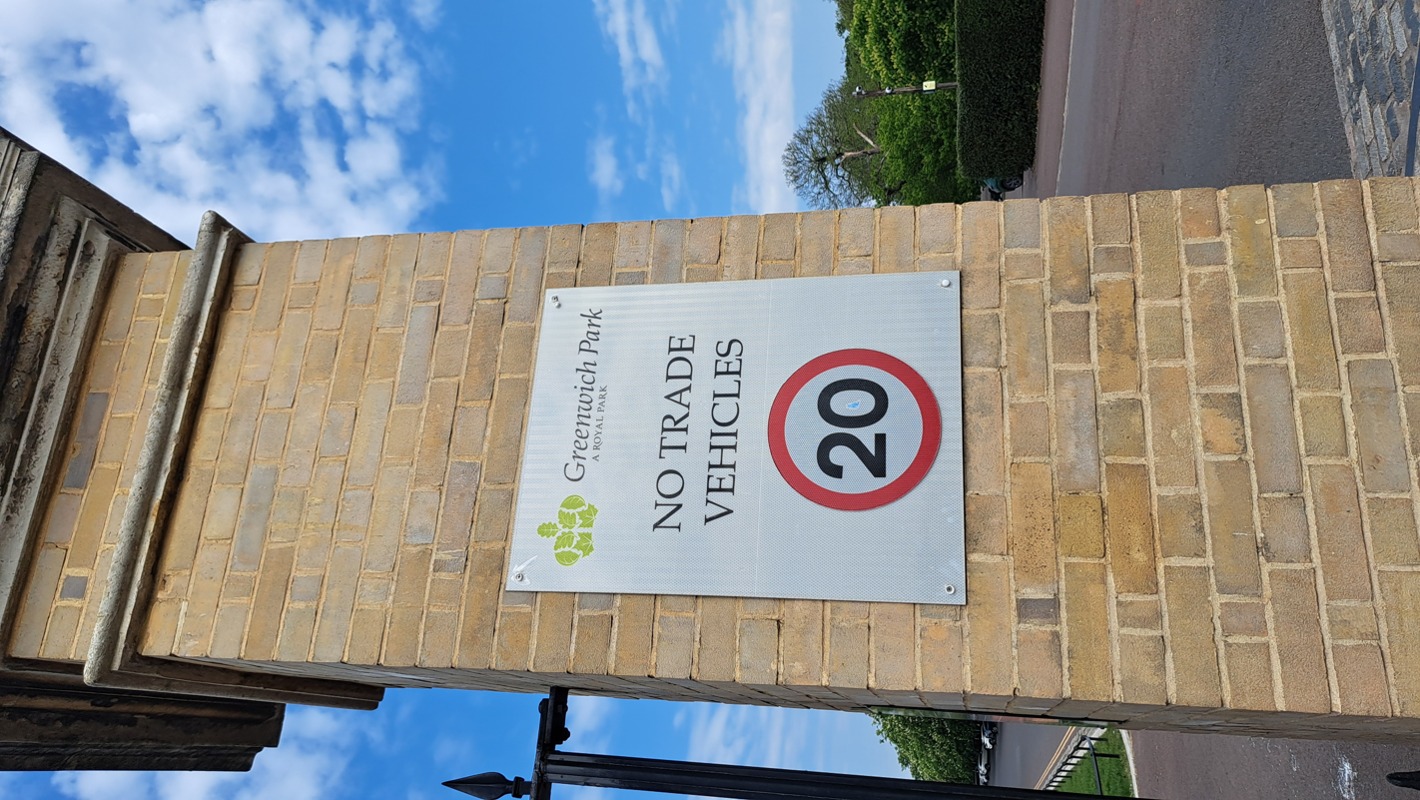 Greenwich Park
A ROYAL PARK
NO TRADE
VEHICLES
20